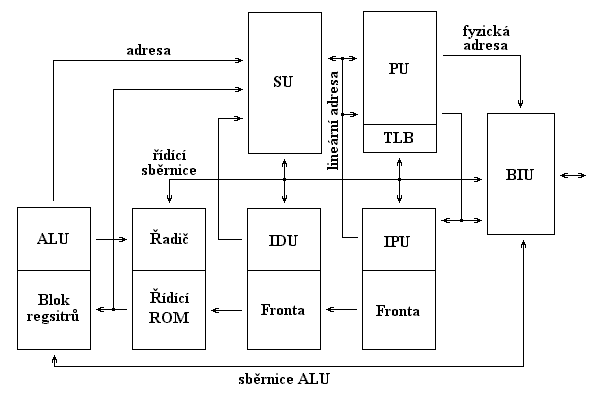 adresa
SU
lineární adresa
PU
TLB
fyzická
adresa
BIU
řídící
sběrnice
ALU
Řadič
IDU
IPU
Blok
regsitrů
Řídící
ROM
Fronta
Fronta
sběrnice ALU